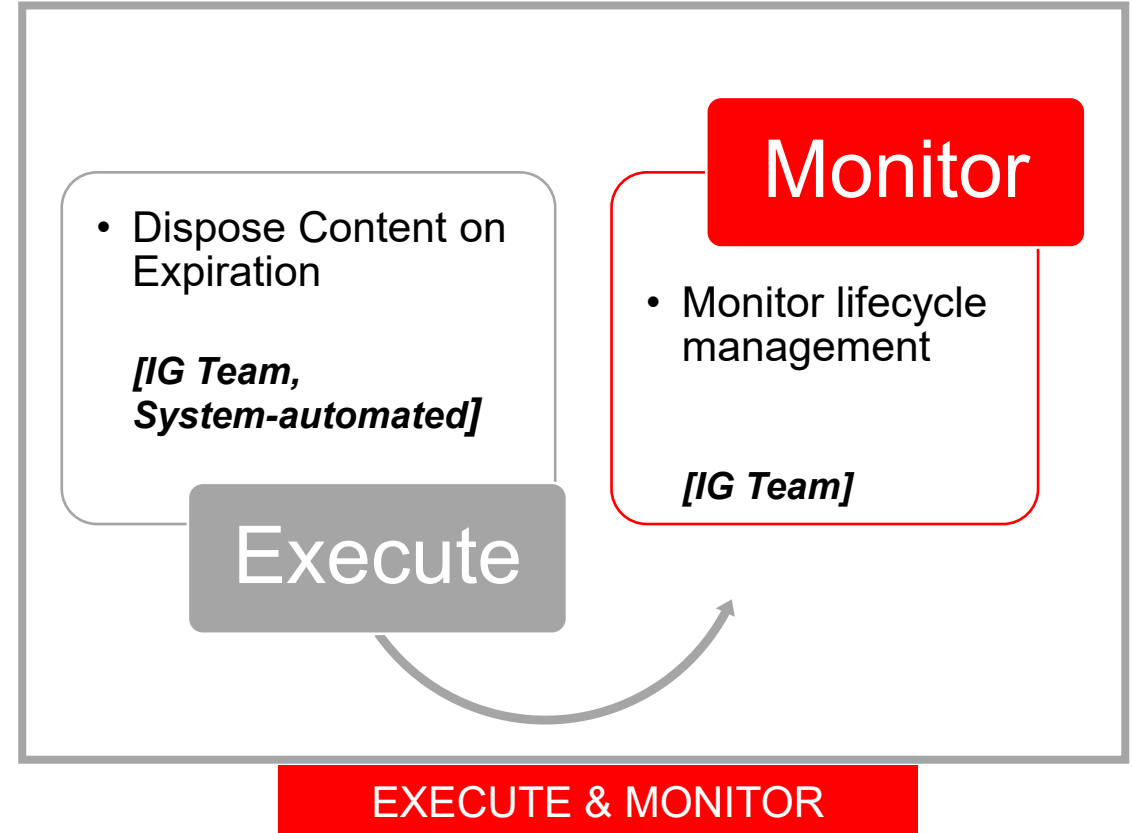 • Dispose Content on
Expiration
[IG Team,
System-automated]
Execute
Monitor
• Monitor lifecycle
management
[IG Team]
EXECUTE & MONITOR